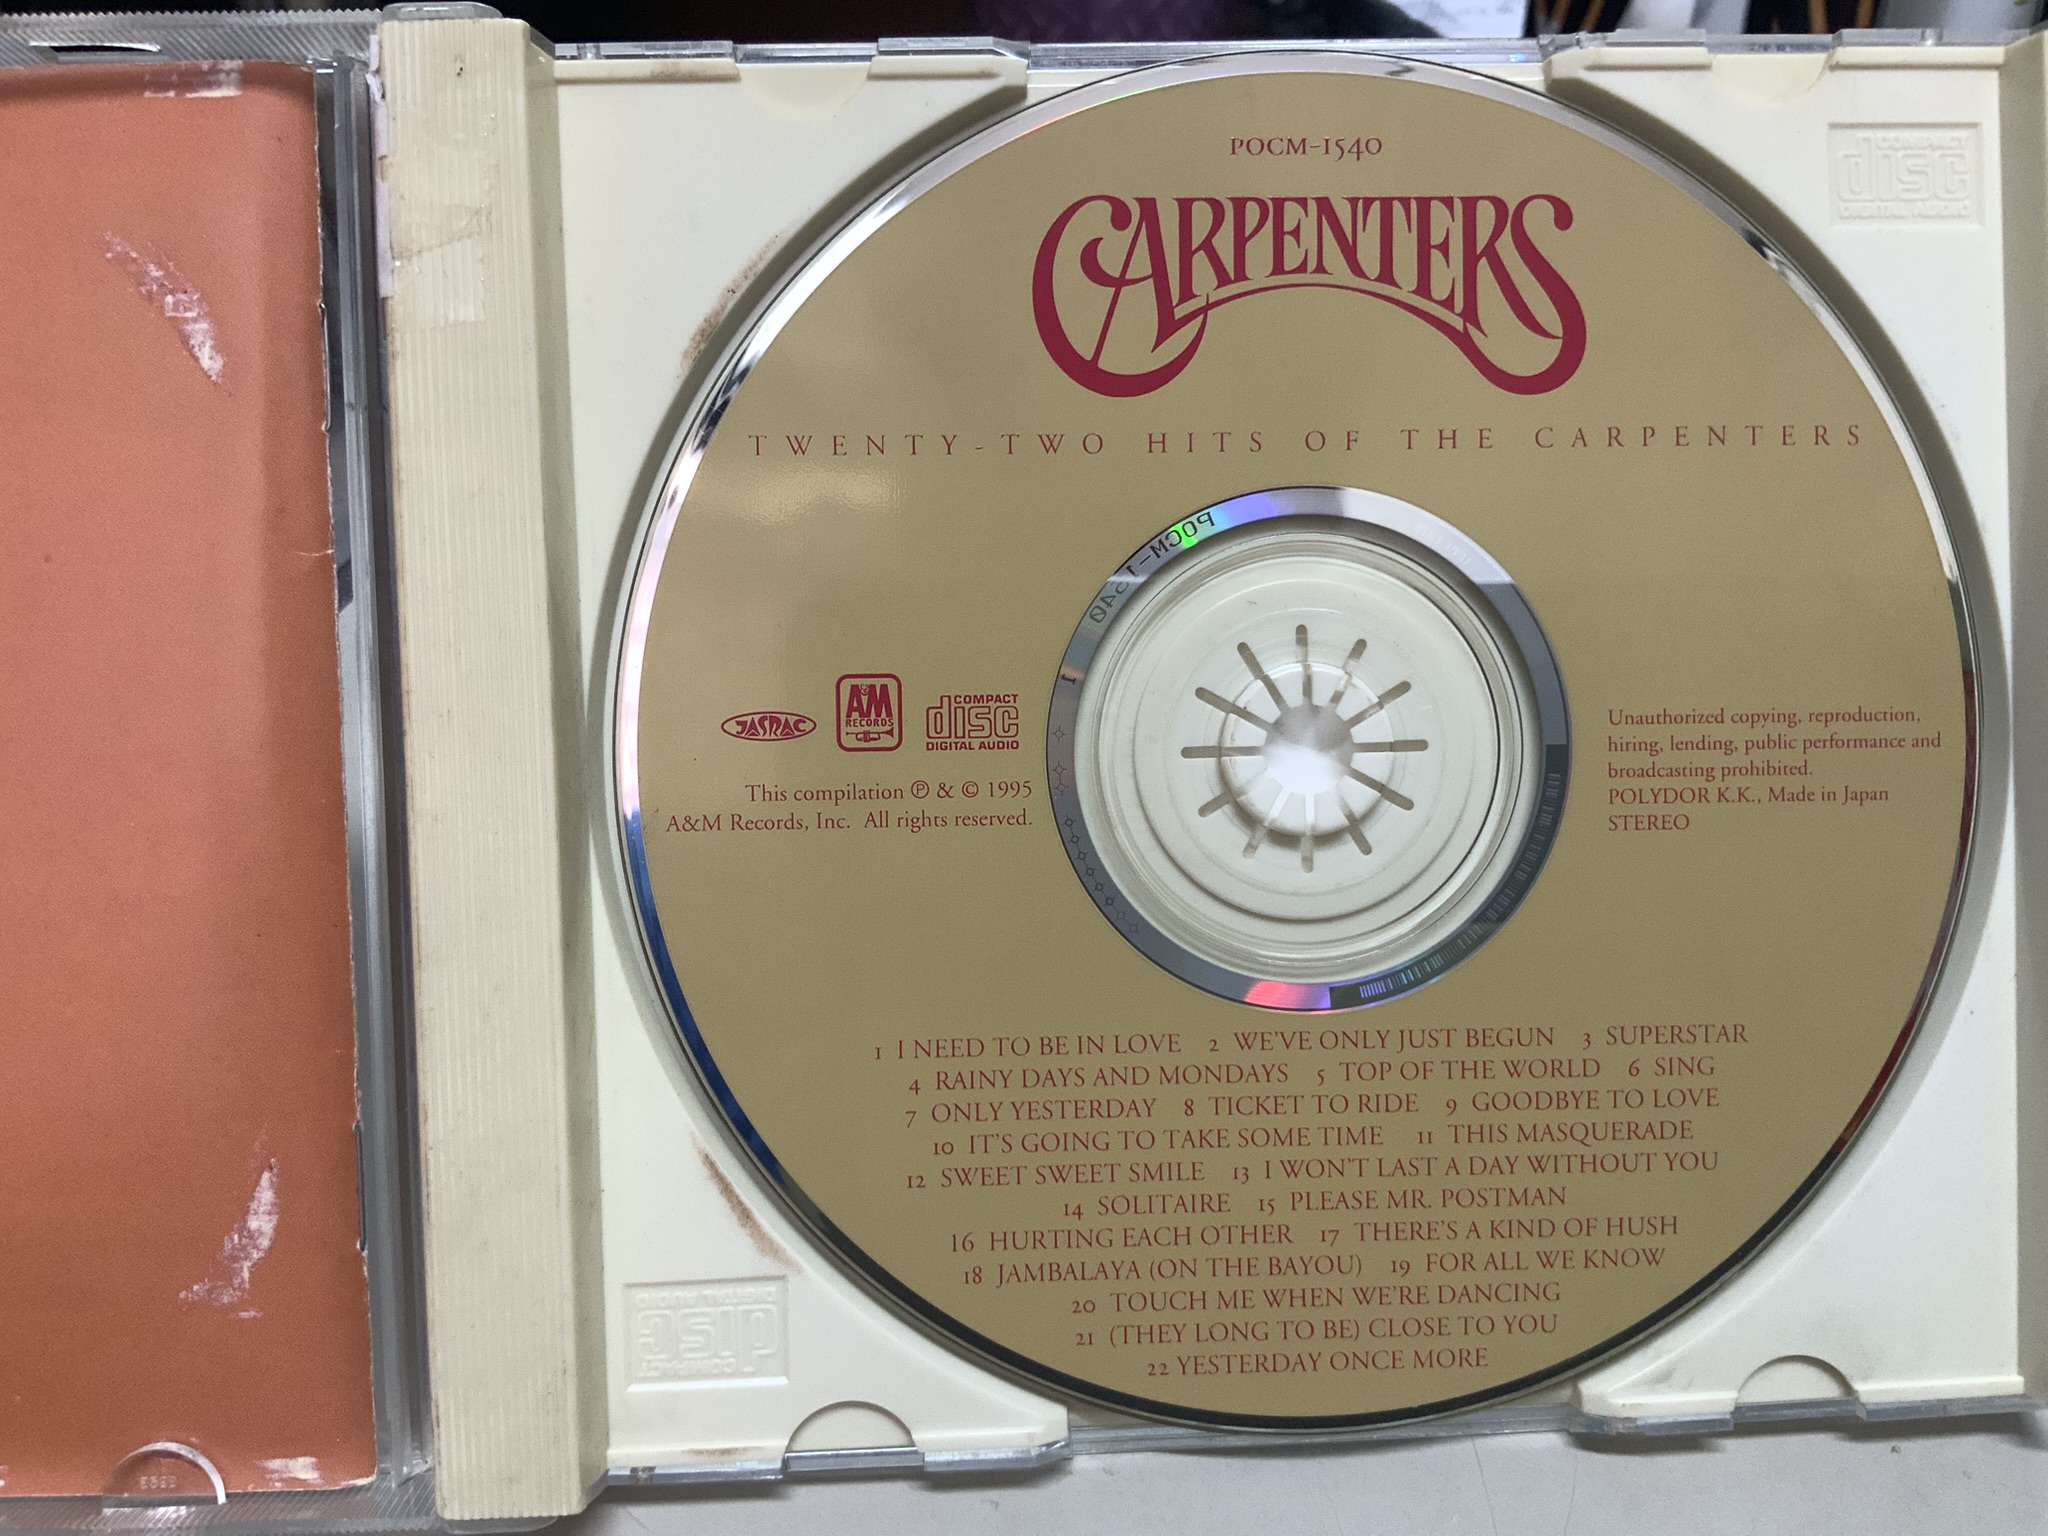 POCM-1540
CARPENTERS
TWENTY-TWO HITS OF THE CARPENTERS
COMPACT
disc
DIGITAL AUDIO
POCM-1540
1
JASRAC
A&M
RECORDS
COMPACT
disc
DIGITAL AUDIO
This compilation ℗ & © 1995
A&M Records, Inc. All rights reserved.
Unauthorized copying, reproduction,
hiring, lending, public performance and
broadcasting prohibited.
POLYDOR K.K., Made in Japan
STEREO
1 I NEED TO BE IN LOVE 2 WE'VE ONLY JUST BEGUN 3 SUPERSTAR
4 RAINY DAYS AND MONDAYS 5 TOP OF THE WORLD 6 SING
7 ONLY YESTERDAY 8 TICKET TO RIDE 9 GOODBYE TO LOVE
10 IT'S GOING TO TAKE SOME TIME 11 THIS MASQUERADE
12 SWEET SWEET SMILE 13 I WON'T LAST A DAY WITHOUT YOU
14 SOLITAIRE 15 PLEASE MR. POSTMAN
16 HURTING EACH OTHER 17 THERE'S A KIND OF HUSH
18 JAMBALAYA (ON THE BAYOU) 19 FOR ALL WE KNOW
20 TOUCH ME WHEN WE'RE DANCING
21 (THEY LONG TO BE) CLOSE TO YOU
22 YESTERDAY ONCE MORE
COMPACT
disc
DIGITAL AUDIO